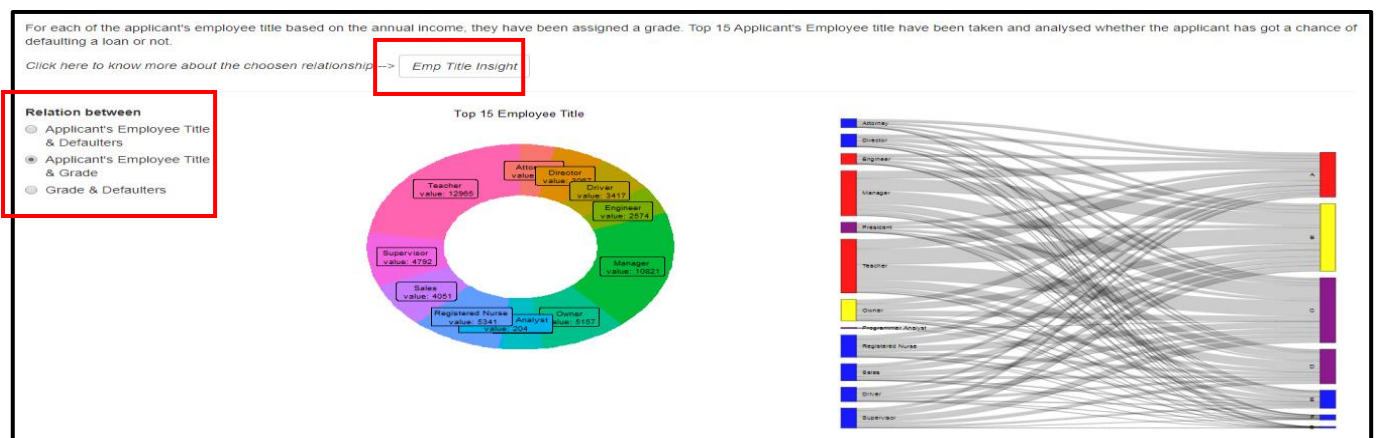 For each of the applicant's employee title based on the annual income, they have been assigned a grade. Top 15 Applicant's Employee title have been taken and analysed whether the applicant has got a chance of
defaulting a loan or not.
Click here to know more about the choosen relationship --> Emp Title Insight
Relation between
Applicant's Employee Title
& Defaulters
Applicant's Employee Title
& Grade
Grade & Defaulters
Top 15 Employee Title
Director
Driver
value: 3417
Engineer
value: 2574
Manager
value: 10821
Owner
Analyst
value: 204
Registered Nurse
value: 5341
Sales
value: 4051
Supervisor
value: 4792
Teacher
value: 12965
Attorney
Director
Engineer
Manager
President
Teacher
Owner
Programmer Analyst
Registered Nurse
Sales
Driver
Supervisor
A
B
C
D
E
F